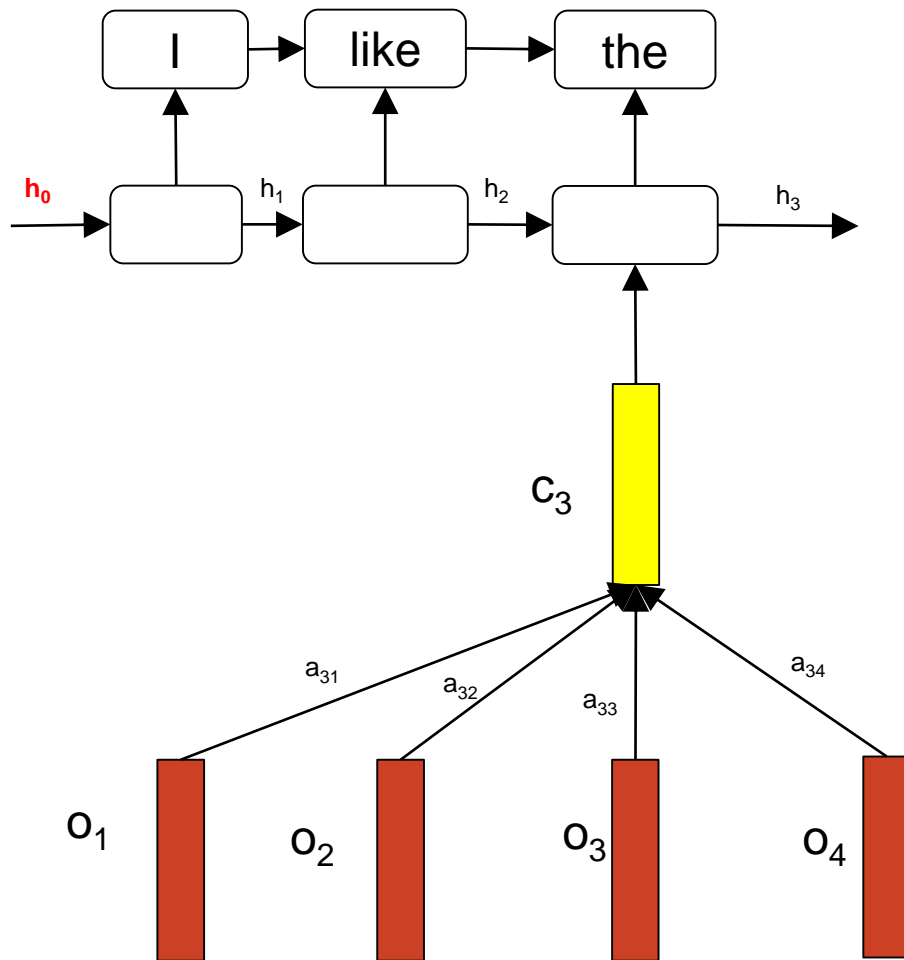 I like the
h₀ h₁ h₂ h₃
c₃
a₃₁ a₃₂ a₃₃ a₃₄
o₁ o₂ o₃ o₄